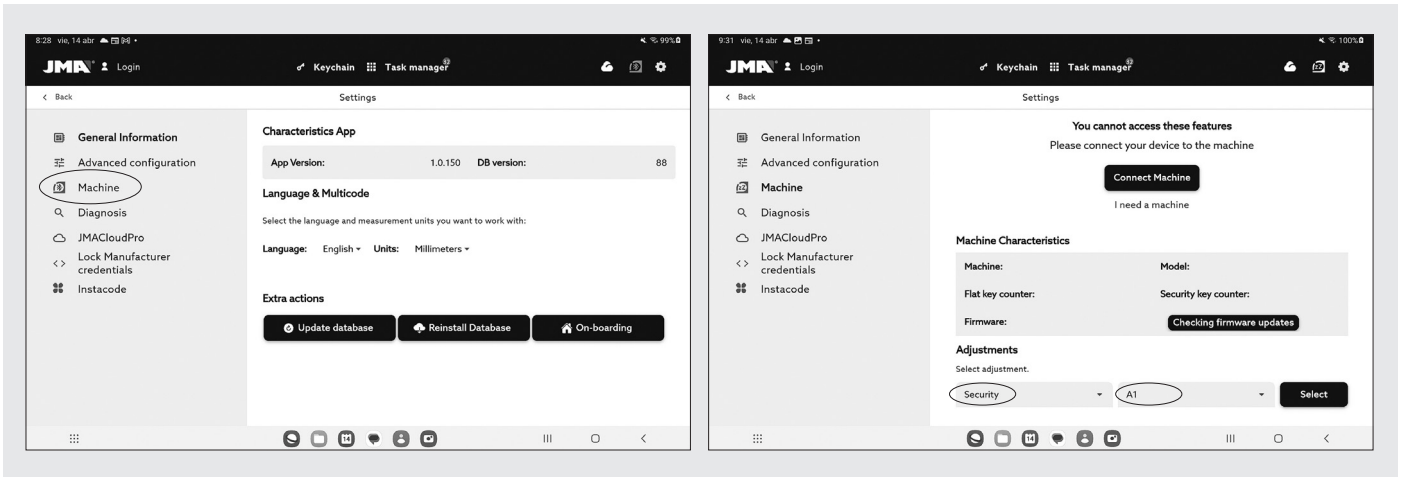 8:28 vie, 14 abr
99%
JMA Login
Keychain Task manager 32
Back
Settings
General Information
Advanced configuration
Machine
Diagnosis
JMACloudPro
Lock Manufacturer
credentials
Instacode
Characteristics App
App Version: 1.0.150 DB version: 88
Language & Multicode
Select the language and measurement units you want to work with:
Language: English Units: Millimeters
Extra actions
Update database Reinstall Database On-boarding
14
9:31 vie, 14 abr
100%
JMA Login
Keychain Task manager 32
Back
Settings
General Information
Advanced configuration
Machine
Diagnosis
JMACloudPro
Lock Manufacturer
credentials
Instacode
You cannot access these features
Please connect your device to the machine
Connect Machine
I need a machine
Machine Characteristics
Machine: Model:
Flat key counter: Security key counter:
Firmware: Checking firmware updates
Adjustments
Select adjustment.
Security A1 Select
14